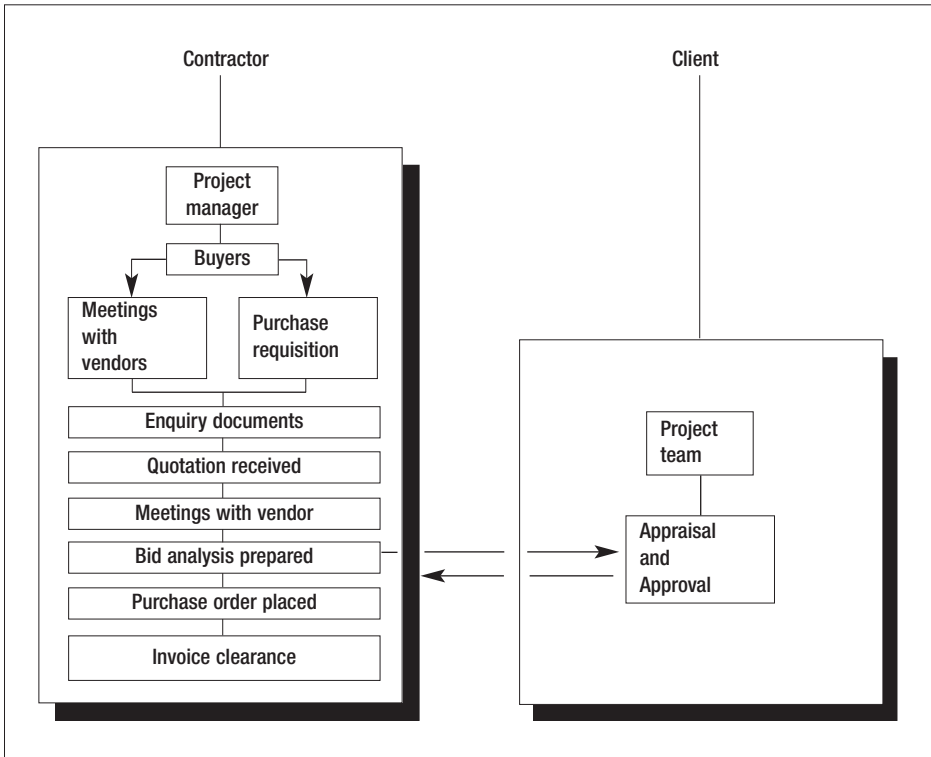 Contractor
Client
Project
manager
Buyers
Meetings
with
vendors
Purchase
requisition
Enquiry documents
Quotation received
Meetings with vendor
Bid analysis prepared
Purchase order placed
Invoice clearance
Project
team
Appraisal
and
Approval